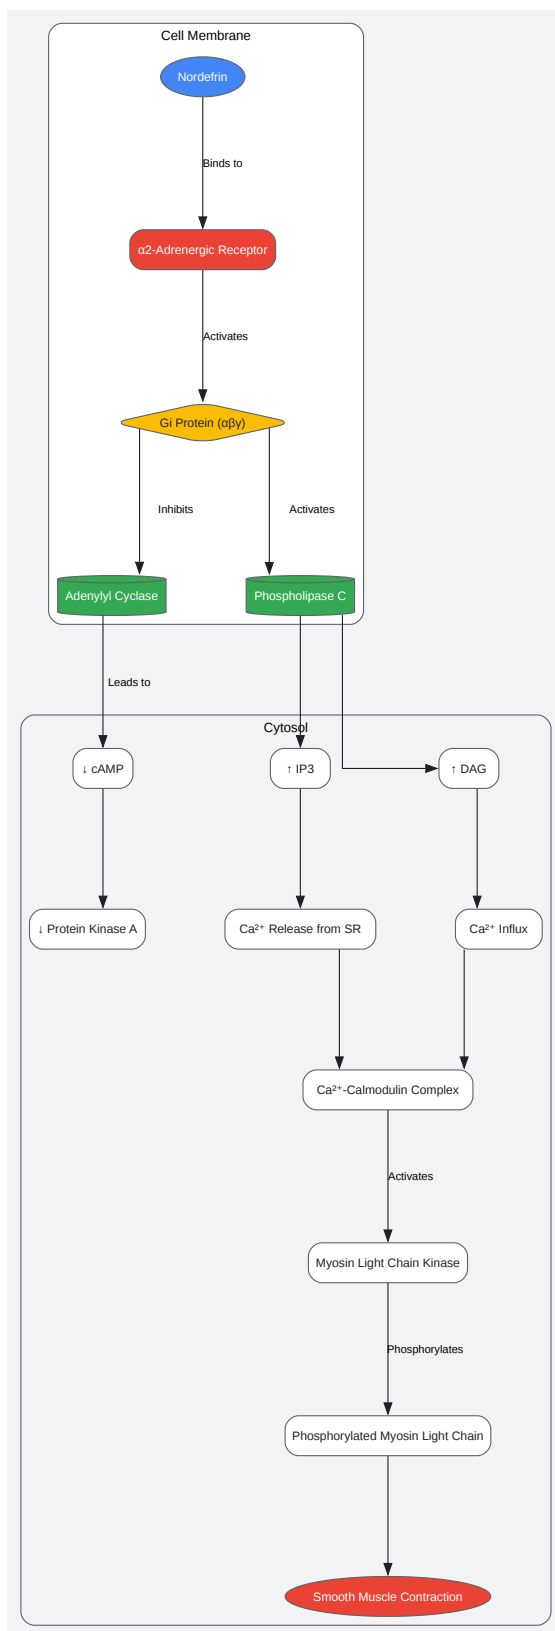 Cell Membrane
Nordefrin
Binds to
α2-Adrenergic Receptor
Activates
Gi Protein (αβγ)
Inhibits
Activates
Adenylyl Cyclase
Phospholipase C
Leads to
Cytosol
↓ cAMP
↑ IP3
↑ DAG
↓ Protein Kinase A
Ca²⁺ Release from SR
Ca²⁺ Influx
Ca²⁺-Calmodulin Complex
Activates
Myosin Light Chain Kinase
Phosphorylates
Phosphorylated Myosin Light Chain
Smooth Muscle Contraction